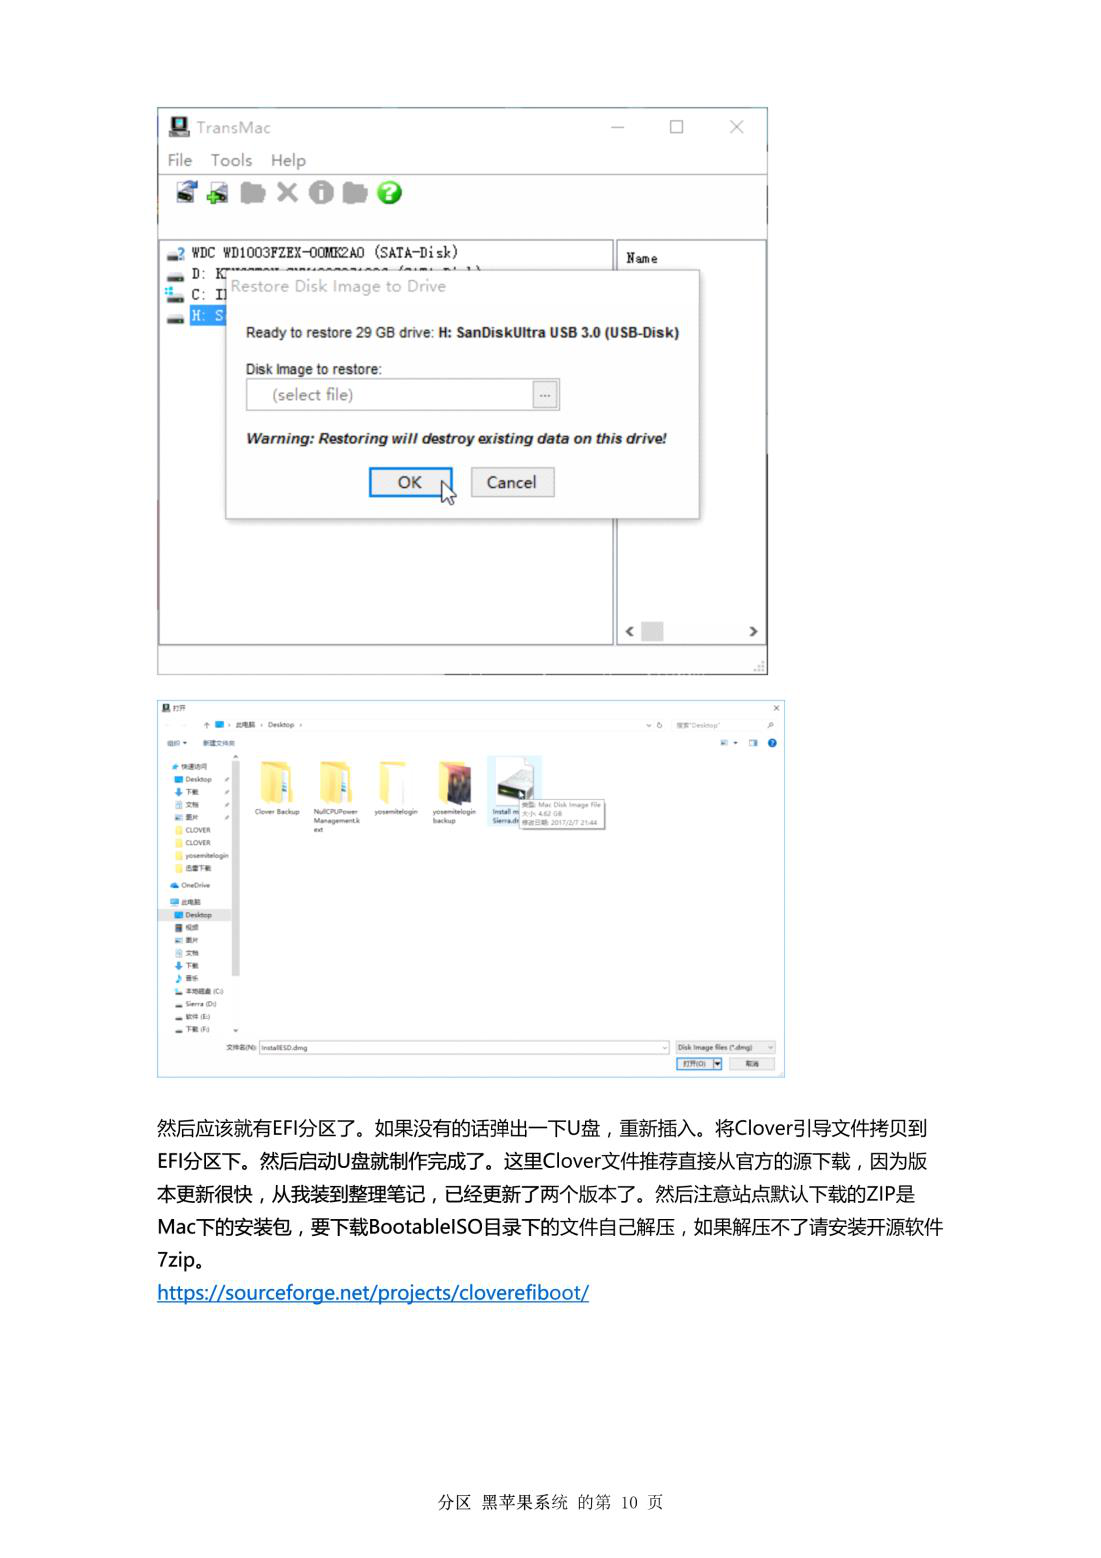 TransMac
File Tools Help
WDC WD1003FZEX-00MK2A0 (SATA-Disk)
Name
D:
C:
H:
Restore Disk Image to Drive
Ready to restore 29 GB drive: H: SanDiskUltra USB 3.0 (USB-Disk)
Disk Image to restore:
(select file)
...
Warning: Restoring will destroy existing data on this drive!
OK Cancel
打开
此电脑 › Desktop ›
搜索"Desktop"
组织 新建文件夹
快速访问
Desktop
下载
文档
图片
CLOVER
CLOVER
yosemitelogin
迅雷下载
OneDrive
此电脑
Desktop
视频
图片
文档
下载
音乐
本地磁盘 (C:)
Sierra (D:)
软件 (E:)
下载 (F:)
Clover Backup
NullCPUPower
Management.k
ext
yosemitelogin
yosemitelogin
backup
Install m
Sierra.d
类型: Mac Disk Image File
大小: 4.62 GB
修改日期: 2017/2/7 21:44
文件名(N): InstallESD.dmg
Disk Image files (*.dmg)
打开(O) 取消
然后应该就有EFI分区了。如果没有的话弹出一下U盘，重新插入。将Clover引导文件拷贝到
EFI分区下。然后启动U盘就制作完成了。这里Clover文件推荐直接从官方的源下载，因为版
本更新很快，从我装到整理笔记，已经更新了两个版本了。然后注意站点默认下载的ZIP是
Mac下的安装包，要下载BootableISO目录下的文件自己解压，如果解压不了请安装开源软件
7zip。
https://sourceforge.net/projects/cloverefiboot/
分区 黑苹果系统 的第 10 页